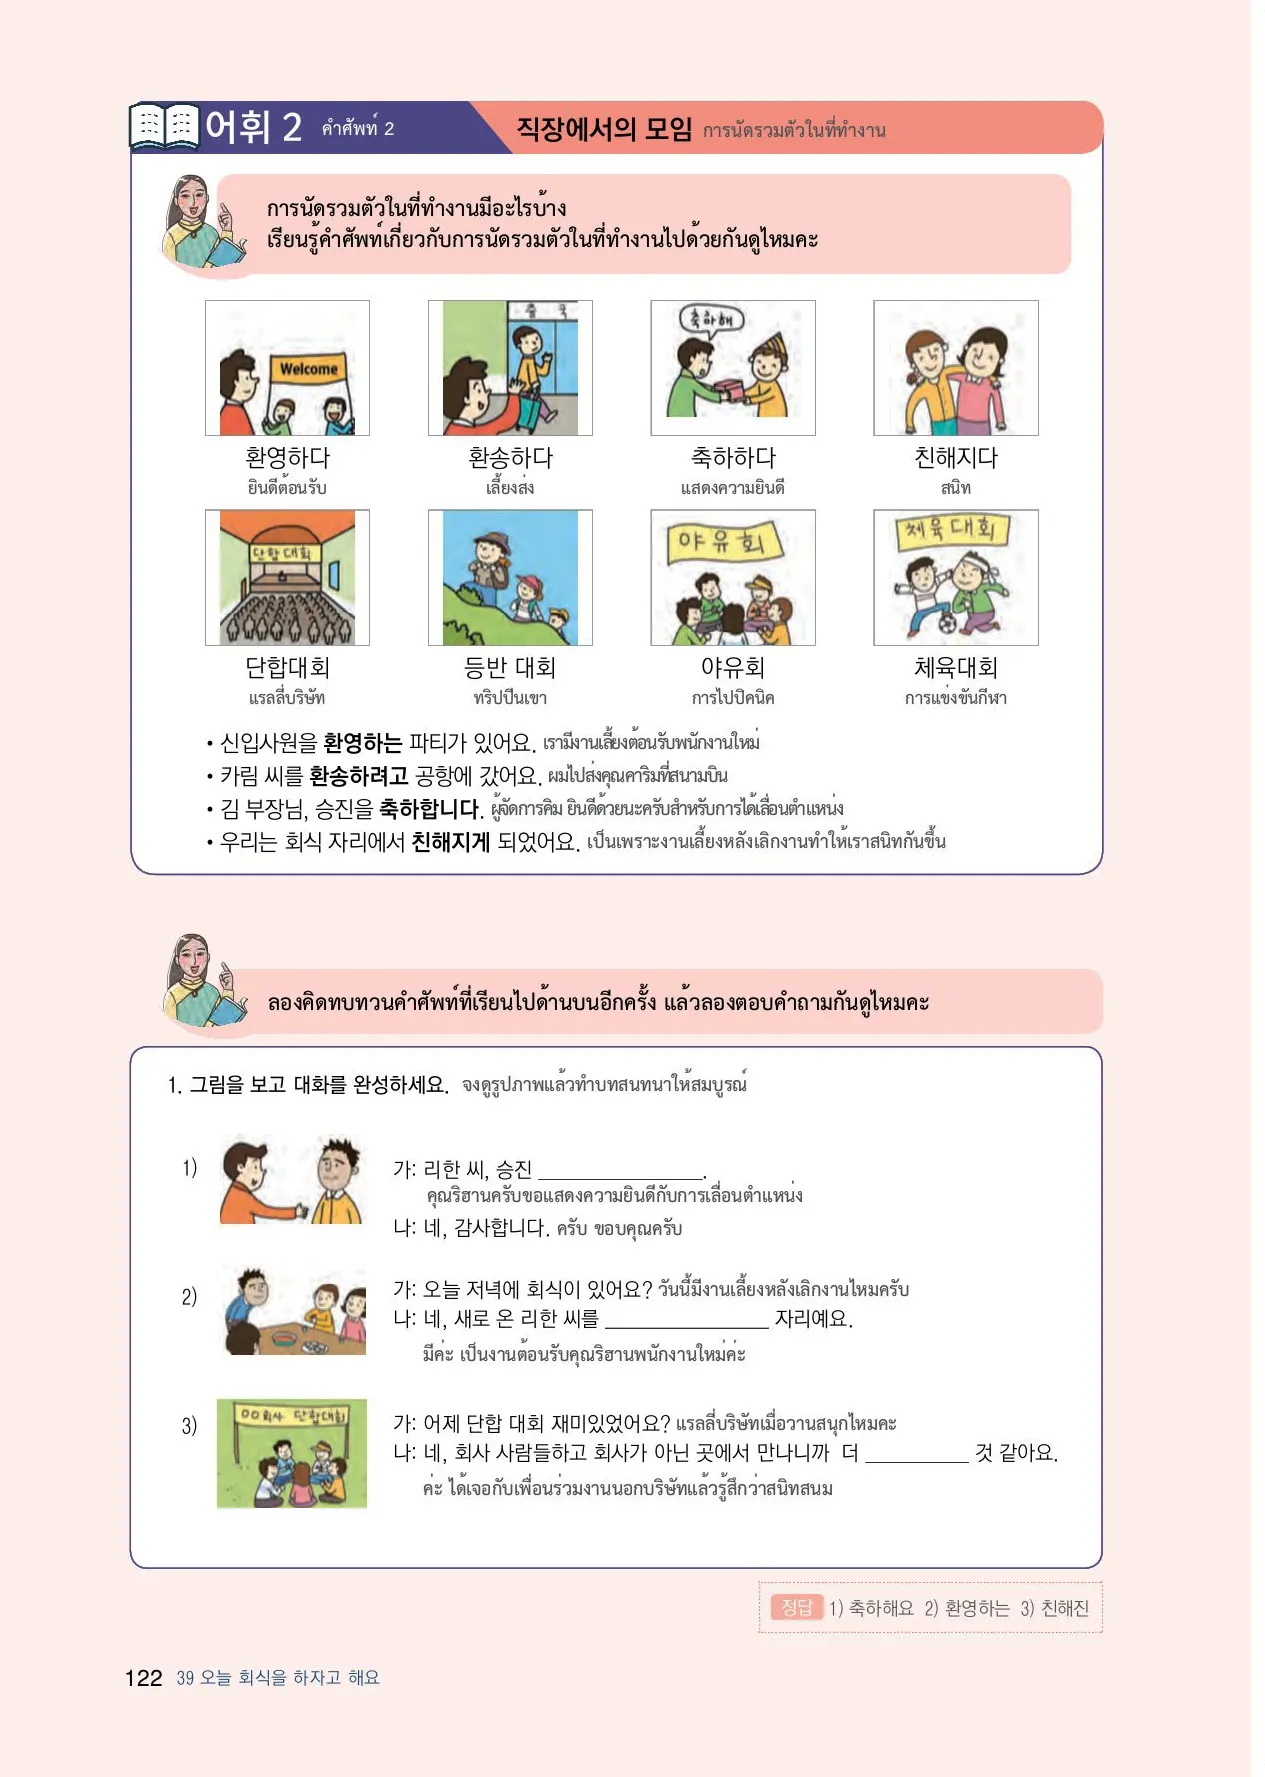 어휘 2 คำศัพท์ 2 직장에서의 모임 การนัดรวมตัวในที่ทำงาน
การนัดรวมตัวในที่ทำงานมีอะไรบ้าง
เรียนรู้คำศัพท์เกี่ยวกับการนัดรวมตัวในที่ทำงานไปด้วยกันดูไหมคะ
Welcome
출국
축하해
환영하다 환송하다 축하하다 친해지다
ยินดีต้อนรับ เลี้ยงส่ง แสดงความยินดี สนิท
단합대회
야유회
체육대회
단합대회 등반 대회 야유회 체육대회
แรลลี่บริษัท ทริปปีนเขา การไปปิคนิค การแข่งขันกีฬา
• 신입사원을 환영하는 파티가 있어요. เรามีงานเลี้ยงต้อนรับพนักงานใหม่
• 카림 씨를 환송하려고 공항에 갔어요. ผมไปส่งคุณคาริมที่สนามบิน
• 김 부장님, 승진을 축하합니다. ผู้จัดการคิม ยินดีด้วยนะครับสำหรับการได้เลื่อนตำแหน่ง
• 우리는 회식 자리에서 친해지게 되었어요. เป็นเพราะงานเลี้ยงหลังเลิกงานทำให้เราสนิทกันขึ้น
ลองคิดทบทวนคำศัพท์ที่เรียนไปด้านบนอีกครั้ง แล้วลองตอบคำถามกันดูไหมคะ
1. 그림을 보고 대화를 완성하세요. จงดูรูปภาพแล้วทำบทสนทนาให้สมบูรณ์
1)
가: 리한 씨, 승진 ________________.
คุณริฮานครับขอแสดงความยินดีกับการเลื่อนตำแหน่ง
나: 네, 감사합니다. ครับ ขอบคุณครับ
2)
가: 오늘 저녁에 회식이 있어요? วันนี้มีงานเลี้ยงหลังเลิกงานไหมครับ
나: 네, 새로 온 리한 씨를 ________________ 자리예요.
มีค่ะ เป็นงานต้อนรับคุณริฮานพนักงานใหม่ค่ะ
3)
OO회사 단합대회
가: 어제 단합 대회 재미있었어요? แรลลี่บริษัทเมื่อวานสนุกไหมคะ
나: 네, 회사 사람들하고 회사가 아닌 곳에서 만나니까 더 __________ 것 같아요.
ค่ะ ได้เจอกับเพื่อนร่วมงานนอกบริษัทแล้วรู้สึกว่าสนิทสนม
정답 1) 축하해요 2) 환영하는 3) 친해진
122 39 오늘 회식을 하자고 해요